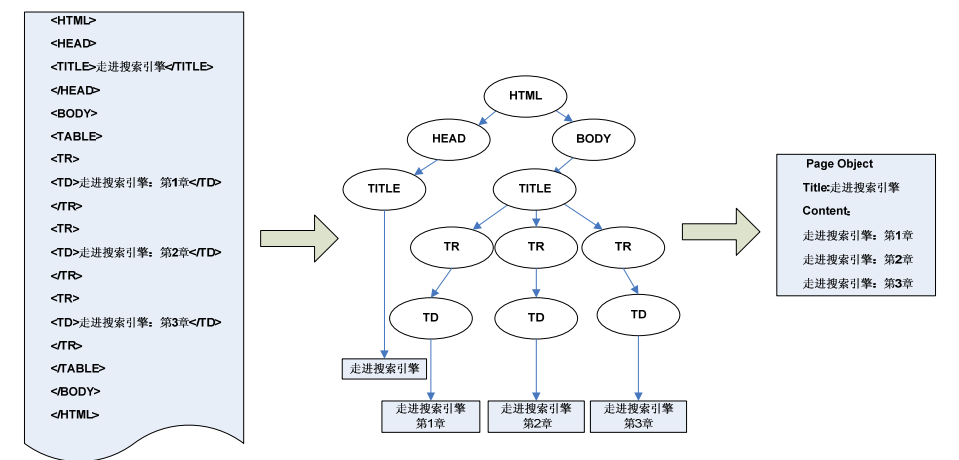 <HTML>
<HEAD>
<TITLE>走进搜索引擎</TITLE>
</HEAD>
<BODY>
<TABLE>
<TR>
<TD>走进搜索引擎：第1章</TD>
</TR>
<TR>
<TD>走进搜索引擎：第2章</TD>
</TR>
<TR>
<TD>走进搜索引擎：第3章</TD>
</TR>
</TABLE>
</BODY>
</HTML>
HTML
HEAD
BODY
TITLE
TITLE
TR
TR
TR
TD
TD
TD
走进搜索引擎
走进搜索引擎
第1章
走进搜索引擎
第2章
走进搜索引擎
第3章
Page Object
Title:走进搜索引擎
Content：
走进搜索引擎：第1章
走进搜索引擎：第2章
走进搜索引擎：第3章